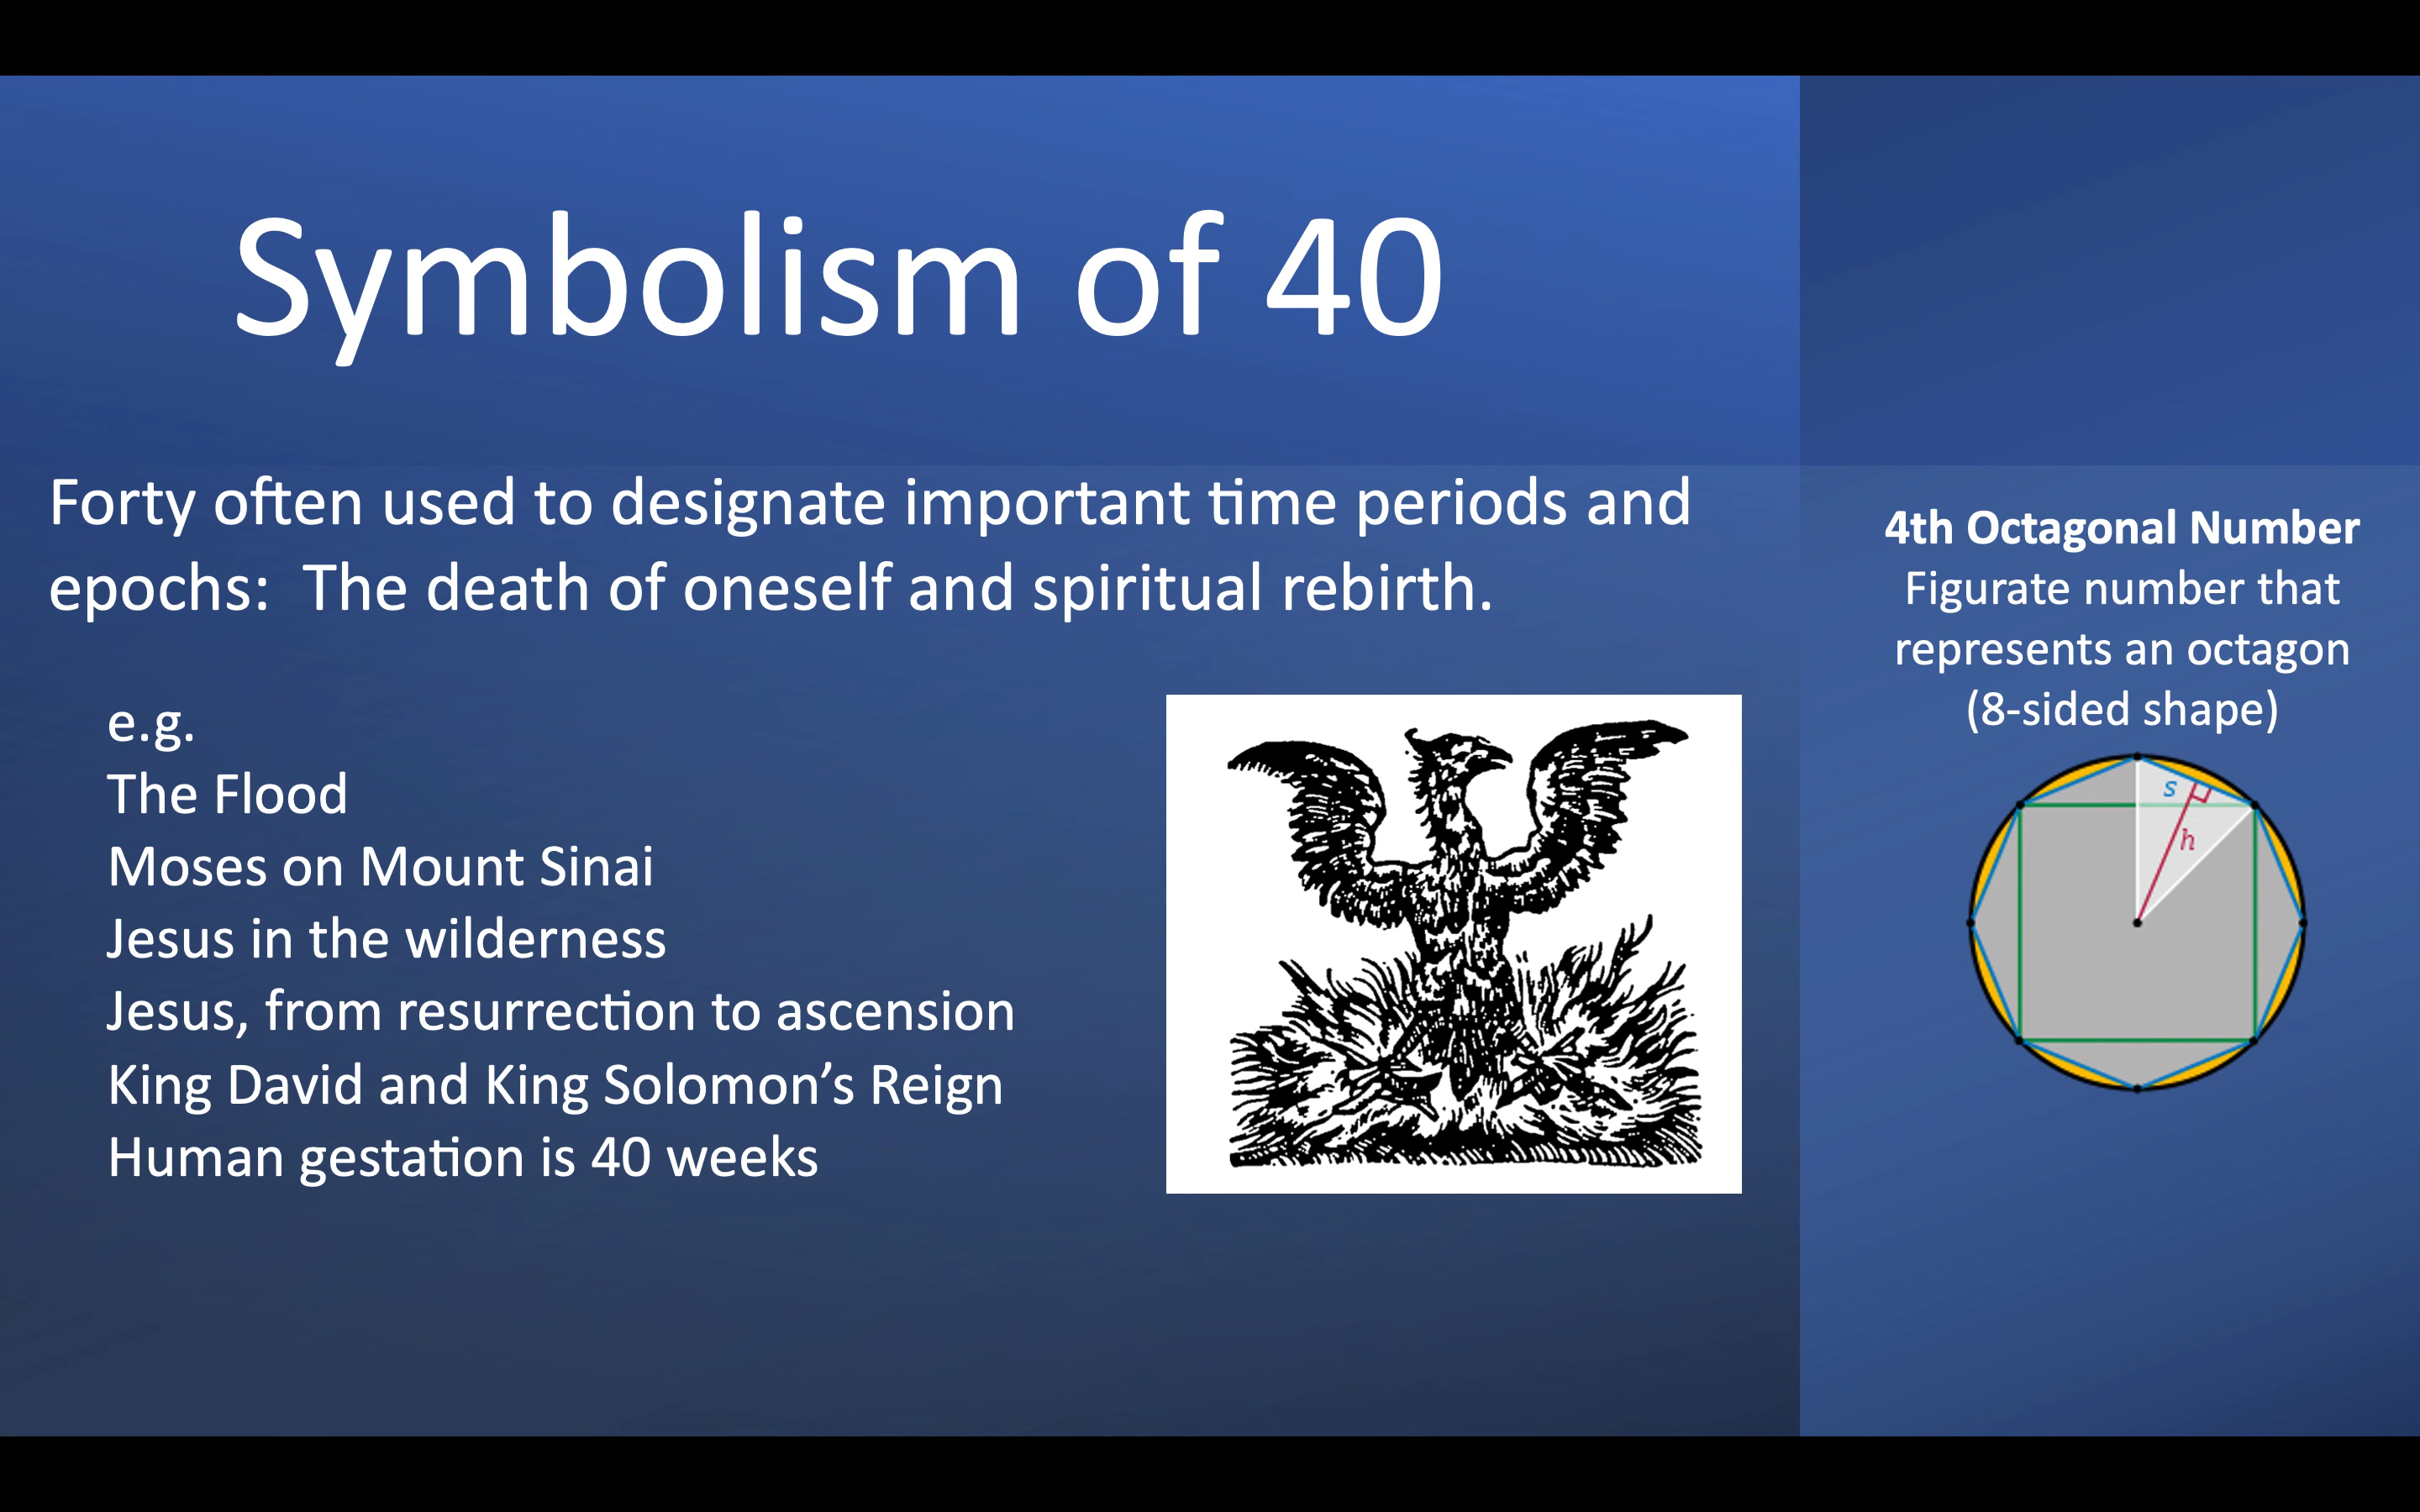 Symbolism of 40
Forty often used to designate important time periods and
epochs:  The death of oneself and spiritual rebirth.
e.g.
The Flood
Moses on Mount Sinai
Jesus in the wilderness
Jesus, from resurrection to ascension
King David and King Solomon’s Reign
Human gestation is 40 weeks
4th Octagonal Number
Figurate number that
represents an octagon
(8-sided shape)
s
h